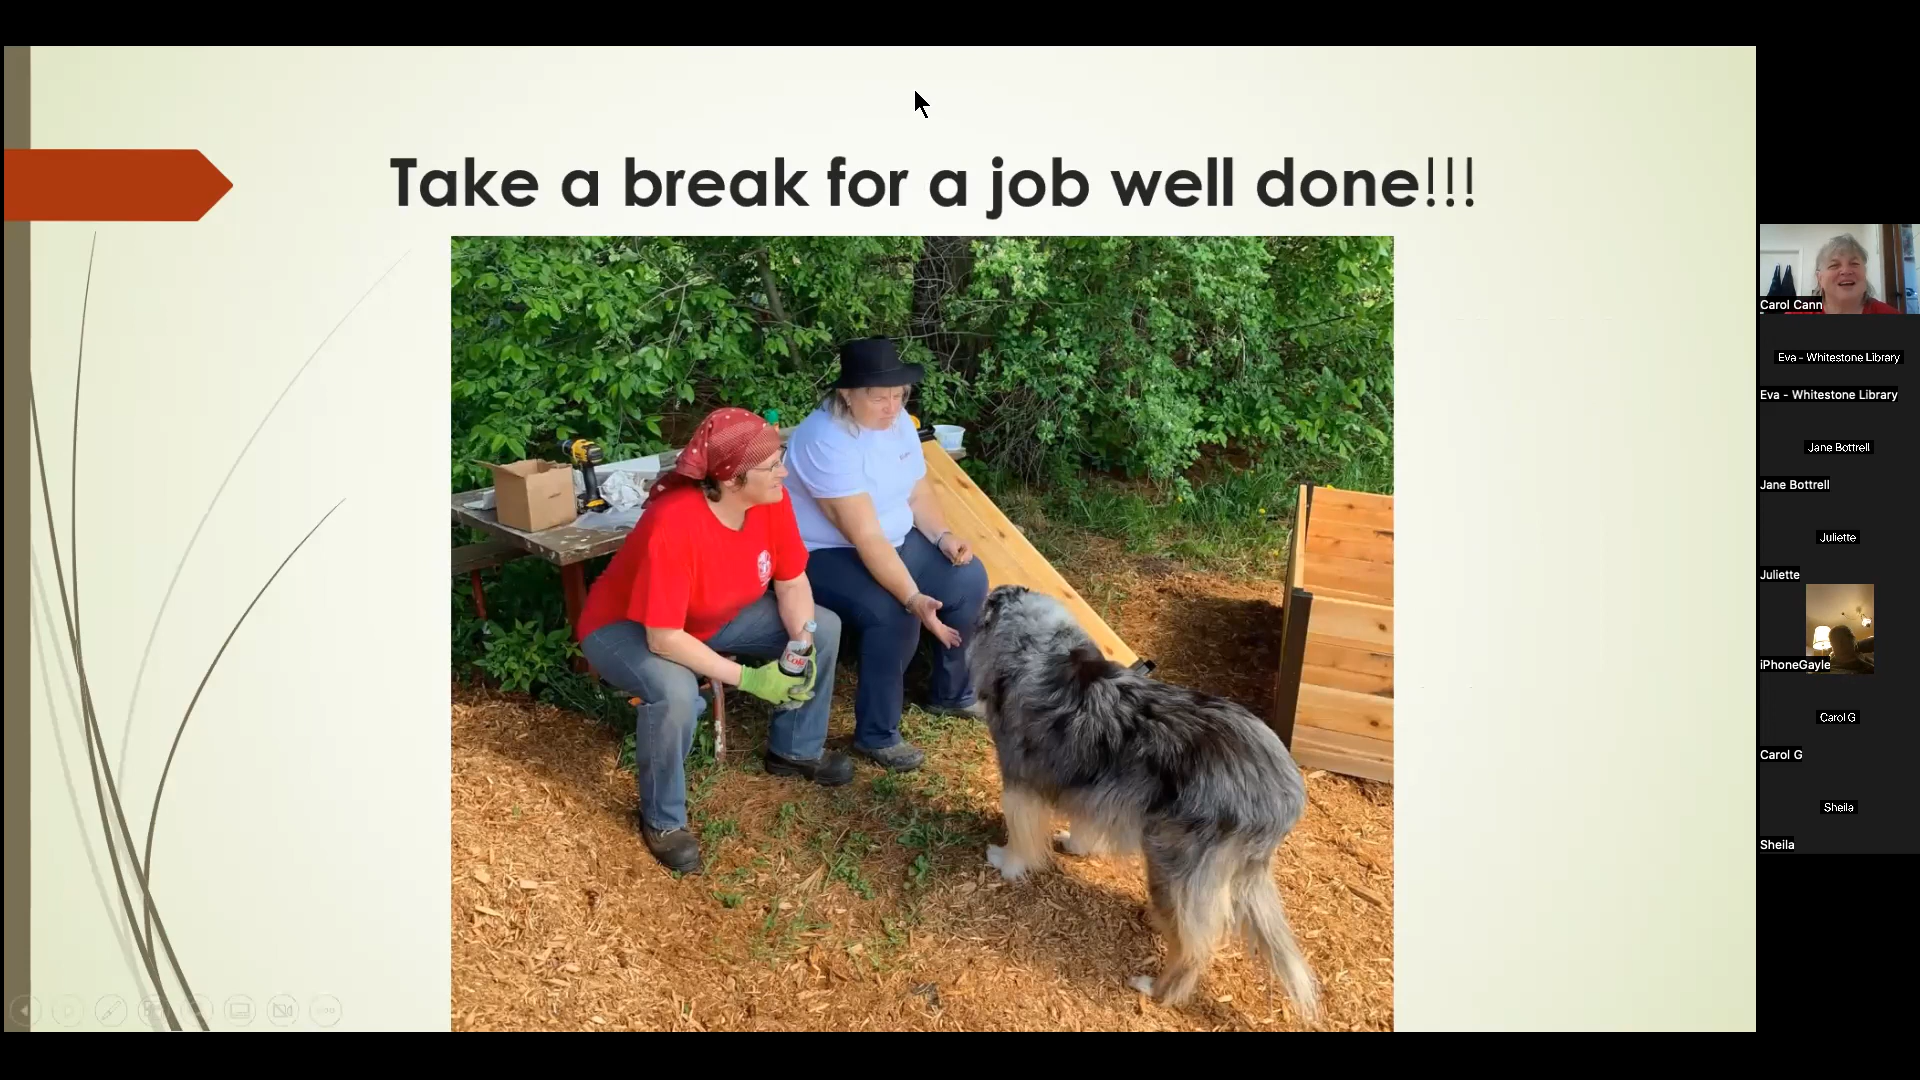 Take a break for a job well done!!!
Coke
Carol Cann
Eva - Whitestone Library
Eva - Whitestone Library
Jane Bottrell
Jane Bottrell
Juliette
Juliette
iPhoneGayle
Carol G
Carol G
Sheila
Sheila